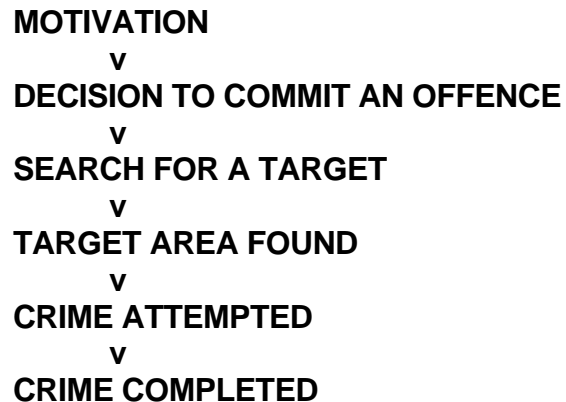 MOTIVATION
v
DECISION TO COMMIT AN OFFENCE
v
SEARCH FOR A TARGET
v
TARGET AREA FOUND
v
CRIME ATTEMPTED
v
CRIME COMPLETED